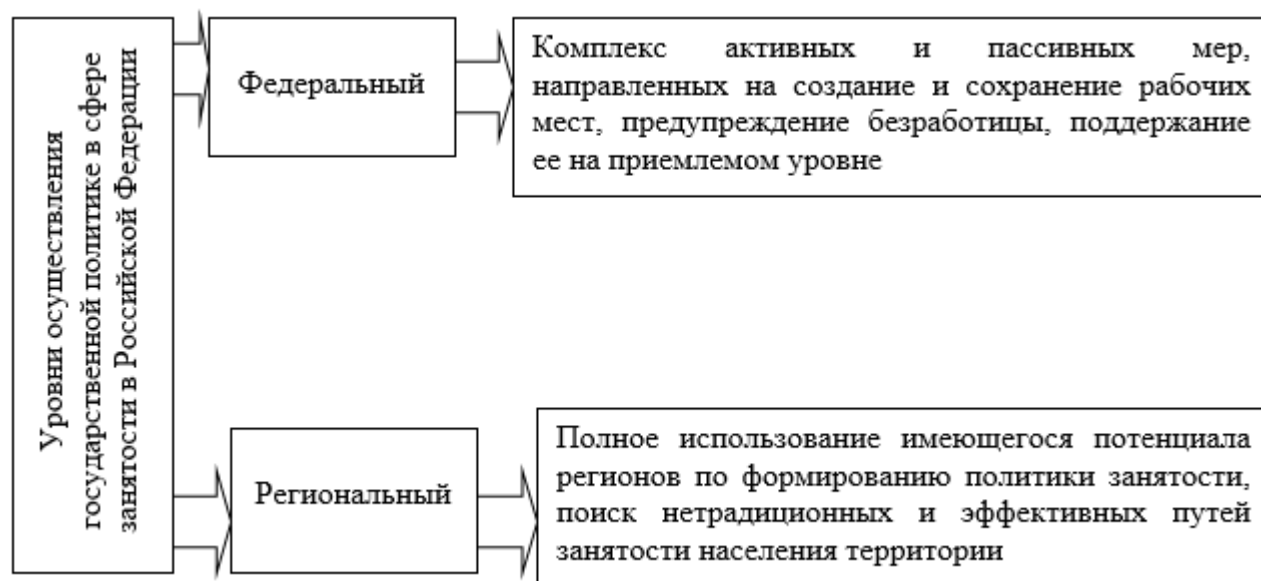 Уровни осуществления
государственной политике в сфере
занятости в Российской Федерации
Федеральный
Комплекс активных и пассивных мер,
направленных на создание и сохранение рабочих
мест, предупреждение безработицы, поддержание
ее на приемлемом уровне
Региональный
Полное использование имеющегося потенциала
регионов по формированию политики занятости,
поиск нетрадиционных и эффективных путей
занятости населения территории